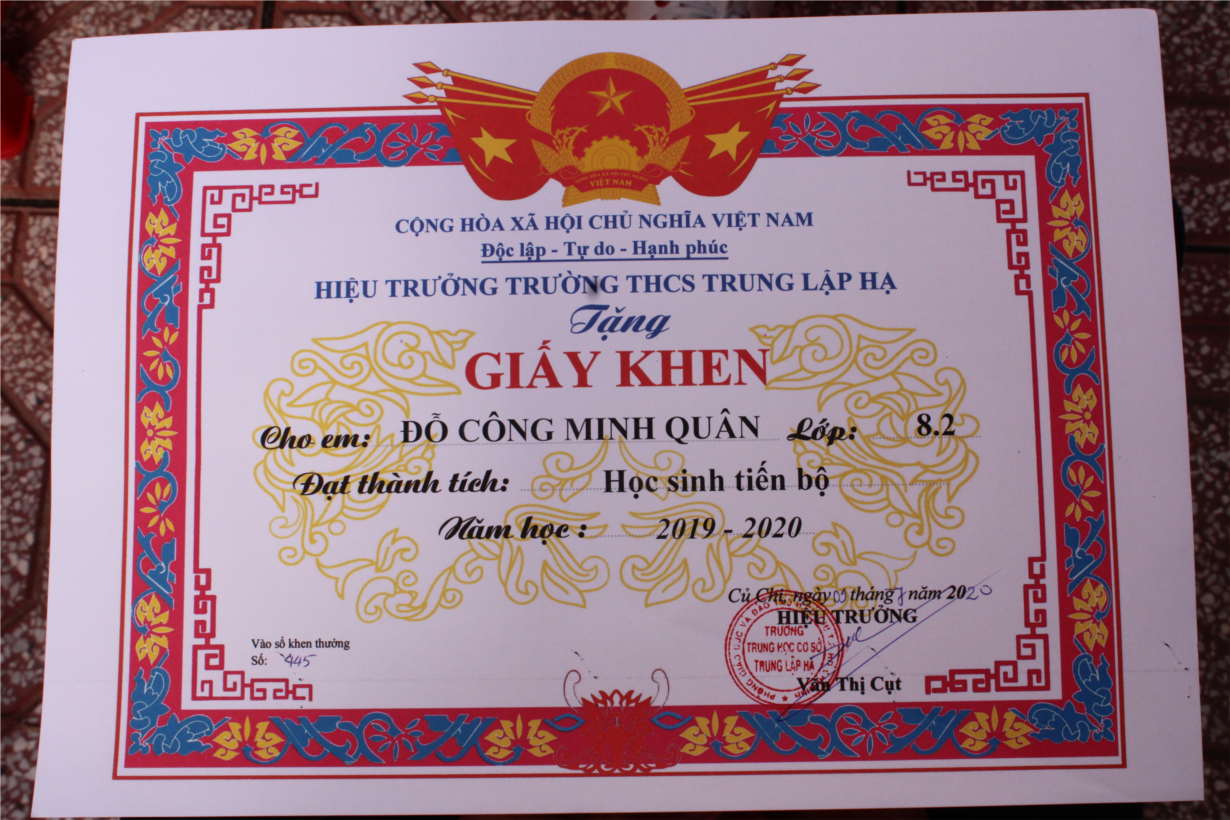 VIỆT NAM
CỘNG HÒA XÃ HỘI CHỦ NGHĨA VIỆT NAM
Độc lập - Tự do - Hạnh phúc
HIỆU TRƯỞNG TRƯỜNG THCS TRUNG LẬP HẠ
Tặng
GIẤY KHEN
Cho em: ĐỖ CÔNG MINH QUÂN Lớp: 8.2
Đạt thành tích: Học sinh tiến bộ
Năm học : 2019 - 2020
Củ Chi, ngày 09 tháng năm 2020
HIỆU TRƯỞNG
TRƯỜNG
TRUNG HỌC CƠ SỞ
TRUNG LẬP HẠ
Văn Thị Cụt
Vào sổ khen thưởng
Số: 445